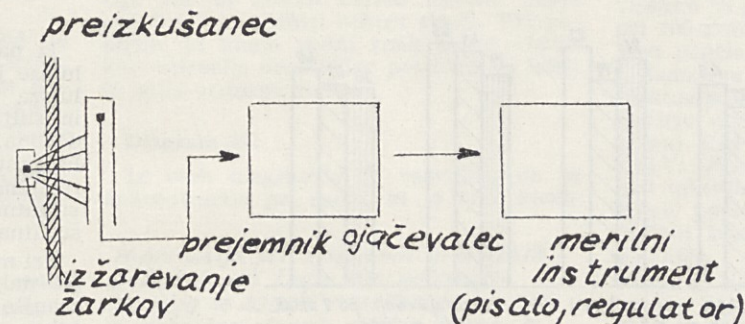 preizkušanec
prejemnik
ojačevalec
merilni
instrument
(pisalo, regulator)
izžarevanje
žarkov